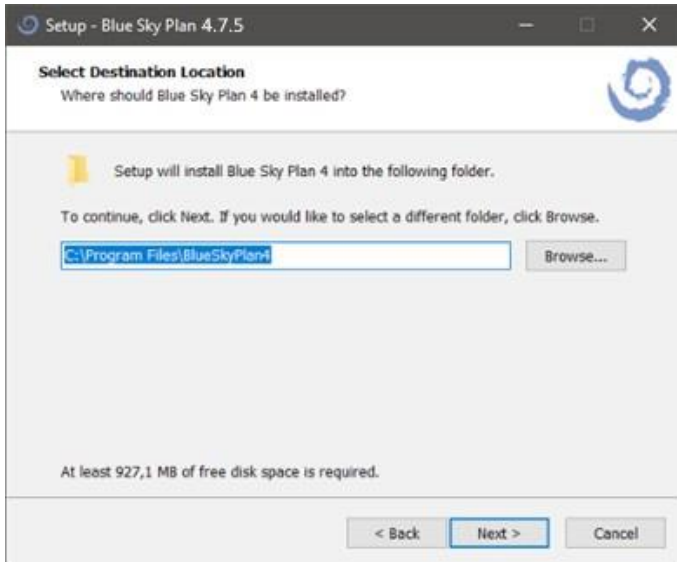 Setup - Blue Sky Plan 4.7.5
Select Destination Location
Where should Blue Sky Plan 4 be installed?
Setup will install Blue Sky Plan 4 into the following folder.
To continue, click Next. If you would like to select a different folder, click Browse.
C:\Program Files\BlueSkyPlan4
Browse...
At least 927,1 MB of free disk space is required.
< Back
Next >
Cancel